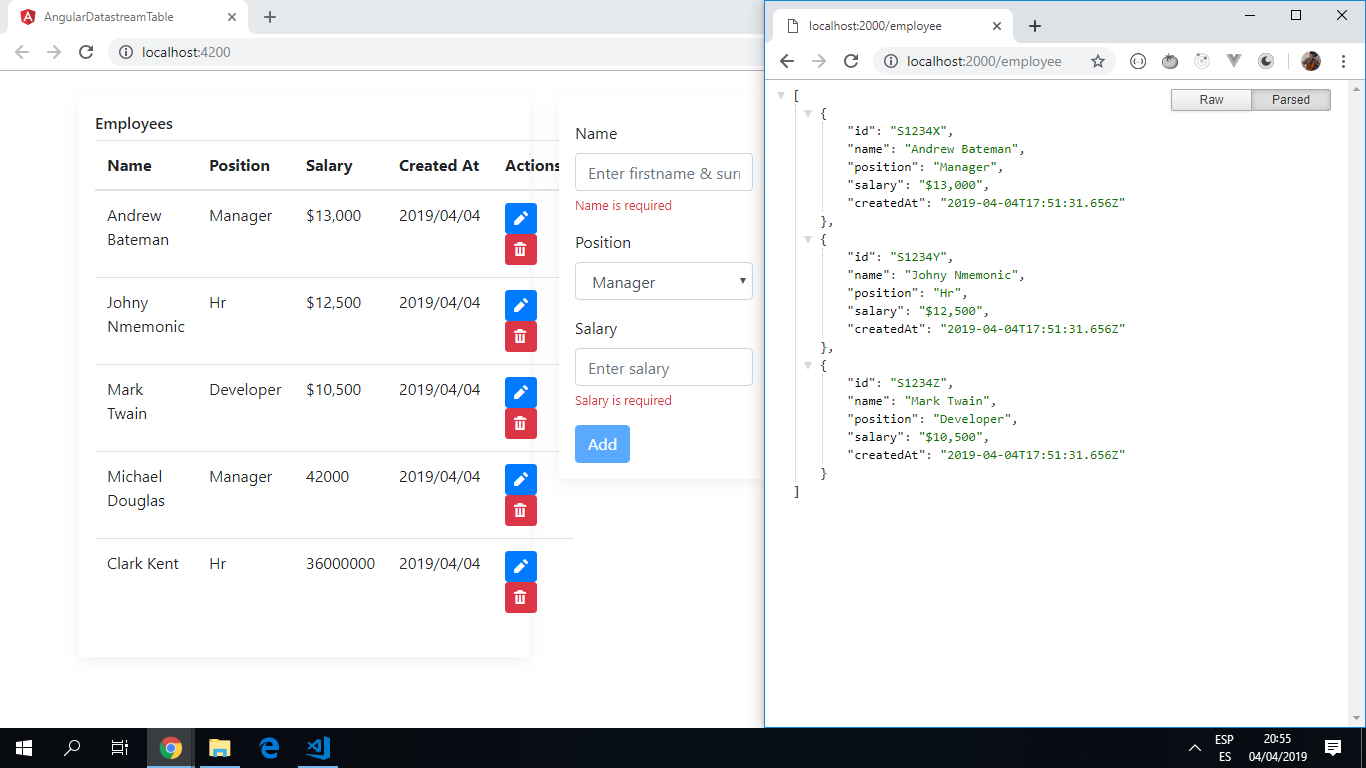 AngularDatastreamTable
localhost:4200
Employees
Name Position Salary Created At Actions
Andrew Bateman Manager $13,000 2019/04/04
Johny Nmemonic Hr $12,500 2019/04/04
Mark Twain Developer $10,500 2019/04/04
Michael Douglas Manager 42000 2019/04/04
Clark Kent Hr 36000000 2019/04/04
Name
Enter firstname & sur
Name is required
Position
Manager
Salary
Enter salary
Salary is required
Add
localhost:2000/employee
localhost:2000/employee
Raw Parsed
[
{
"id": "S1234X",
"name": "Andrew Bateman",
"position": "Manager",
"salary": "$13,000",
"createdAt": "2019-04-04T17:51:31.656Z"
},
{
"id": "S1234Y",
"name": "Johny Nmemonic",
"position": "Hr",
"salary": "$12,500",
"createdAt": "2019-04-04T17:51:31.656Z"
},
{
"id": "S1234Z",
"name": "Mark Twain",
"position": "Developer",
"salary": "$10,500",
"createdAt": "2019-04-04T17:51:31.656Z"
}
]
ESP
ES
20:55
04/04/2019